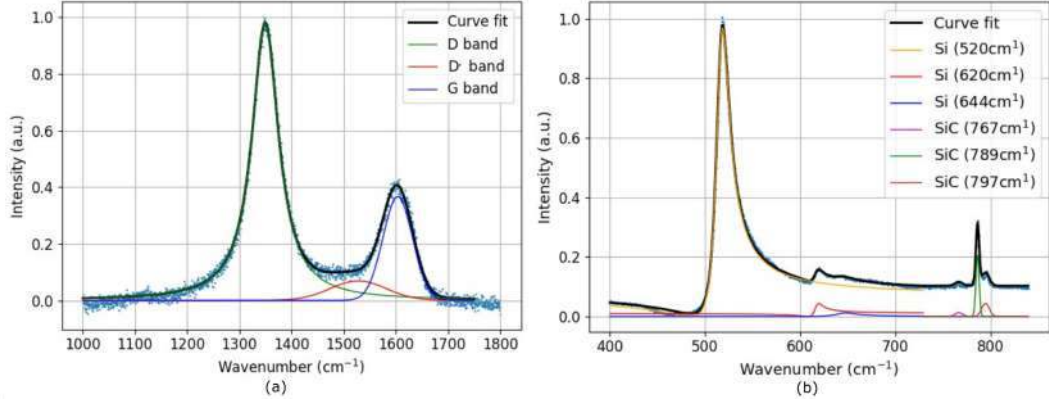 1.0
0.8
0.6
0.4
0.2
0.0
Intensity (a.u.)
Curve fit
D band
D' band
G band
1000 1100 1200 1300 1400 1500 1600 1700 1800
Wavenumber (cm⁻¹)
(a)
1.0
0.8
0.6
0.4
0.2
0.0
Intensity (a.u.)
Curve fit
Si (520cm¹)
Si (620cm¹)
Si (644cm¹)
SiC (767cm¹)
SiC (789cm¹)
SiC (797cm¹)
400 500 600 700 800
Wavenumber (cm⁻¹)
(b)